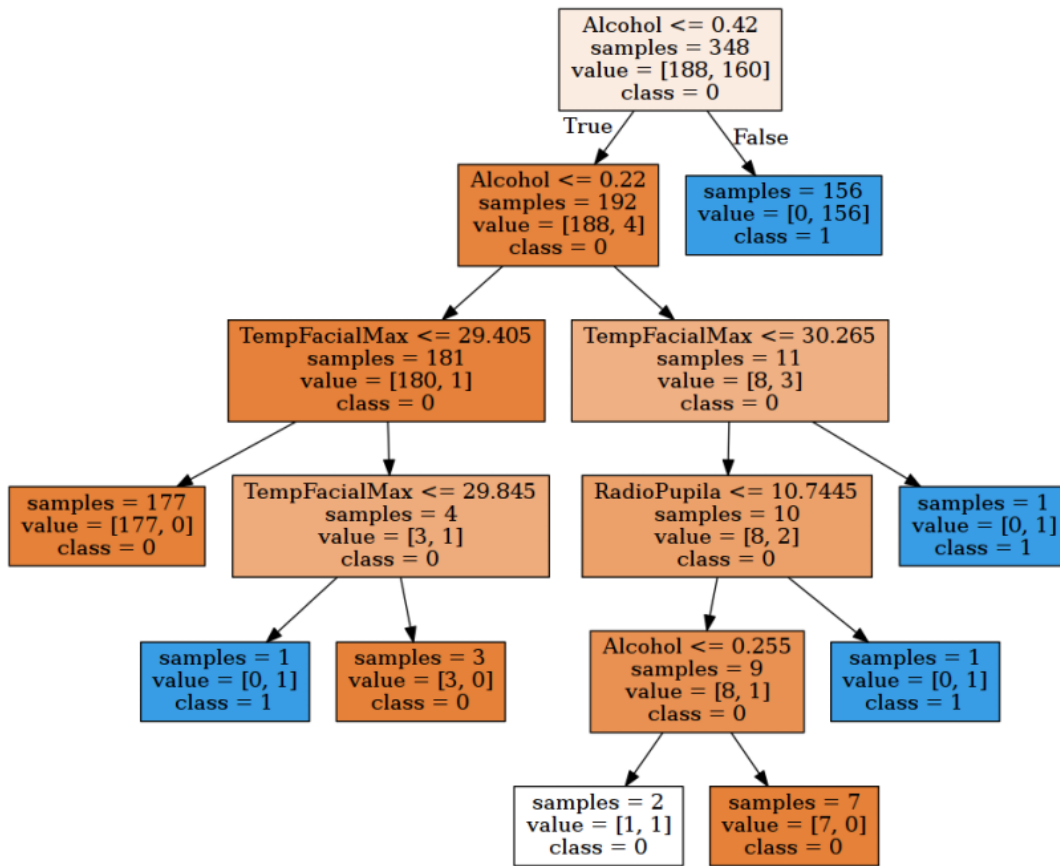 Alcohol <= 0.42
samples = 348
value = [188, 160]
class = 0
True
False
Alcohol <= 0.22
samples = 192
value = [188, 4]
class = 0
samples = 156
value = [0, 156]
class = 1
TempFacialMax <= 29.405
samples = 181
value = [180, 1]
class = 0
TempFacialMax <= 30.265
samples = 11
value = [8, 3]
class = 0
samples = 177
value = [177, 0]
class = 0
TempFacialMax <= 29.845
samples = 4
value = [3, 1]
class = 0
RadioPupila <= 10.7445
samples = 10
value = [8, 2]
class = 0
samples = 1
value = [0, 1]
class = 1
samples = 1
value = [0, 1]
class = 1
samples = 3
value = [3, 0]
class = 0
Alcohol <= 0.255
samples = 9
value = [8, 1]
class = 0
samples = 1
value = [0, 1]
class = 1
samples = 2
value = [1, 1]
class = 0
samples = 7
value = [7, 0]
class = 0